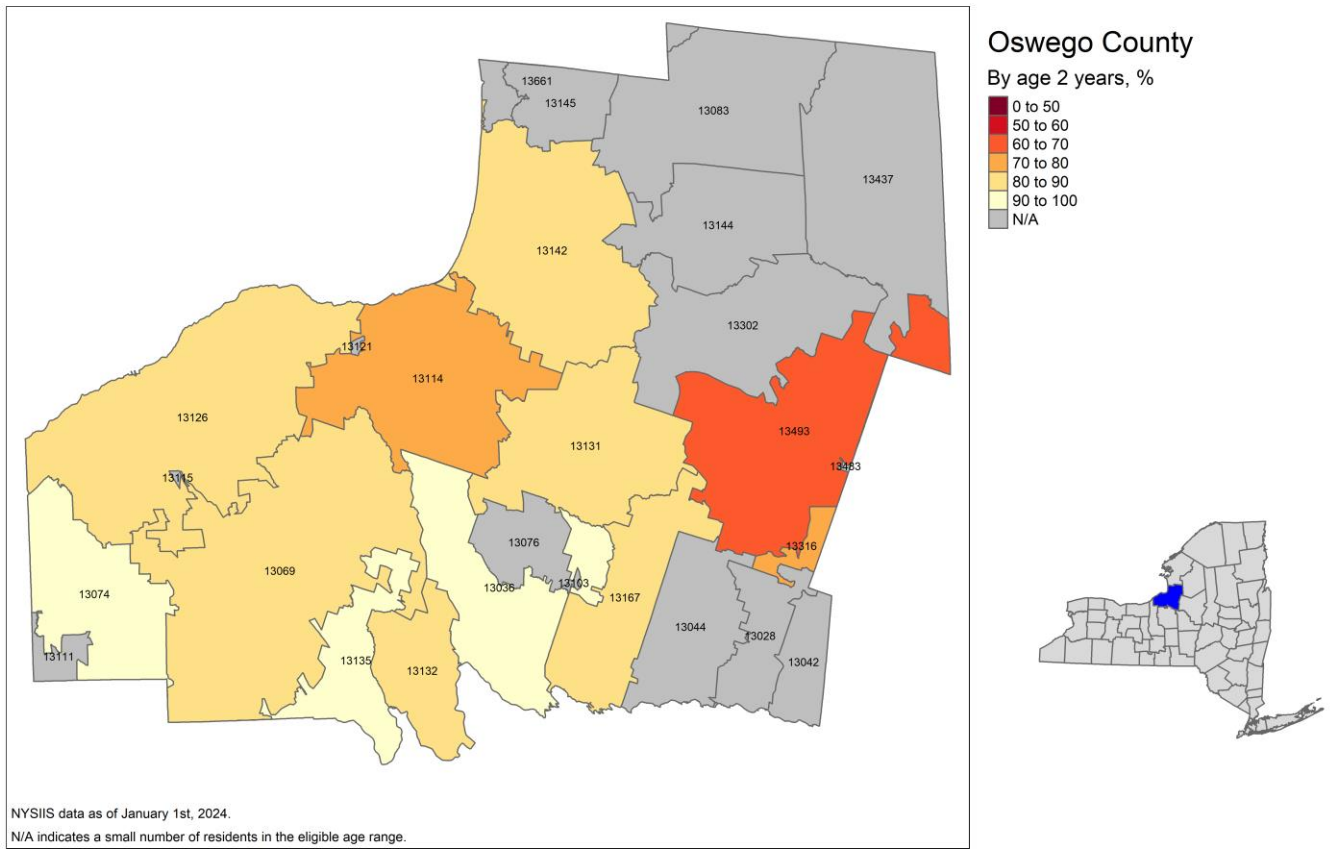 Oswego County
By age 2 years, %
0 to 50
50 to 60
60 to 70
70 to 80
80 to 90
90 to 100
N/A
13661
13145
13083
13437
13144
13142
13302
13121
13114
13126
13493
13131
13483
13115
13076
13316
13069
13036
13103
13074
13167
13044
13028
13111
13135
13132
13042
NYSIIS data as of January 1st, 2024.
N/A indicates a small number of residents in the eligible age range.